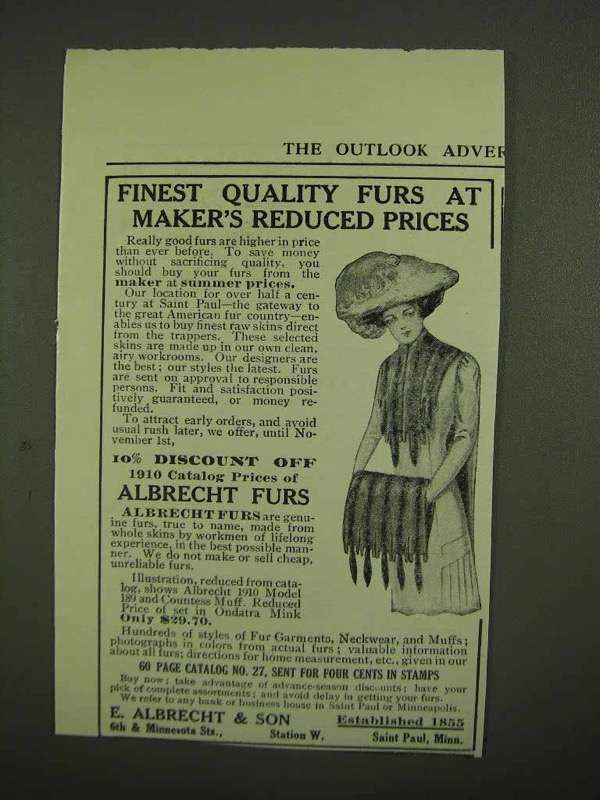 THE OUTLOOK ADVER
FINEST QUALITY FURS AT
MAKER'S REDUCED PRICES
Really good furs are higher in price
than ever before. To save money
without sacrificing quality, you
should buy your furs from the
maker at summer prices.
Our location for over half a cen-
tury at Saint Paul—the gateway to
the great American fur country—en-
ables us to buy finest raw skins direct
from the trappers. These selected
skins are made up in our own clean,
airy workrooms. Our designers are
the best; our styles the latest. Furs
are sent on approval to responsible
persons. Fit and satisfaction posi-
tively guaranteed, or money re-
funded.
To attract early orders, and avoid
usual rush later, we offer, until No-
vember 1st,
10% DISCOUNT OFF
1910 Catalog Prices of
ALBRECHT FURS
ALBRECHT FURS are genu-
ine furs, true to name, made from
whole skins by workmen of lifelong
experience, in the best possible man-
ner. We do not make or sell cheap,
unreliable furs.
Illustration, reduced from cata-
log, shows Albrecht 1910 Model
189 and Countess Muff. Reduced
Price of set in Ondatra Mink
Only $29.70.
Hundreds of styles of Fur Garments, Neckwear, and Muffs;
photographs in colors from actual furs; valuable information
about all furs; directions for home measurement, etc., given in our
60 PAGE CATALOG NO. 27, SENT FOR FOUR CENTS IN STAMPS
Buy now; take advantage of advance-season discounts; have your
pick of complete assortments; and avoid delay in getting your furs.
We refer to any bank or business house in Saint Paul or Minneapolis.
E. ALBRECHT & SON Established 1855
6th & Minnesota Sts., Station W. Saint Paul, Minn.